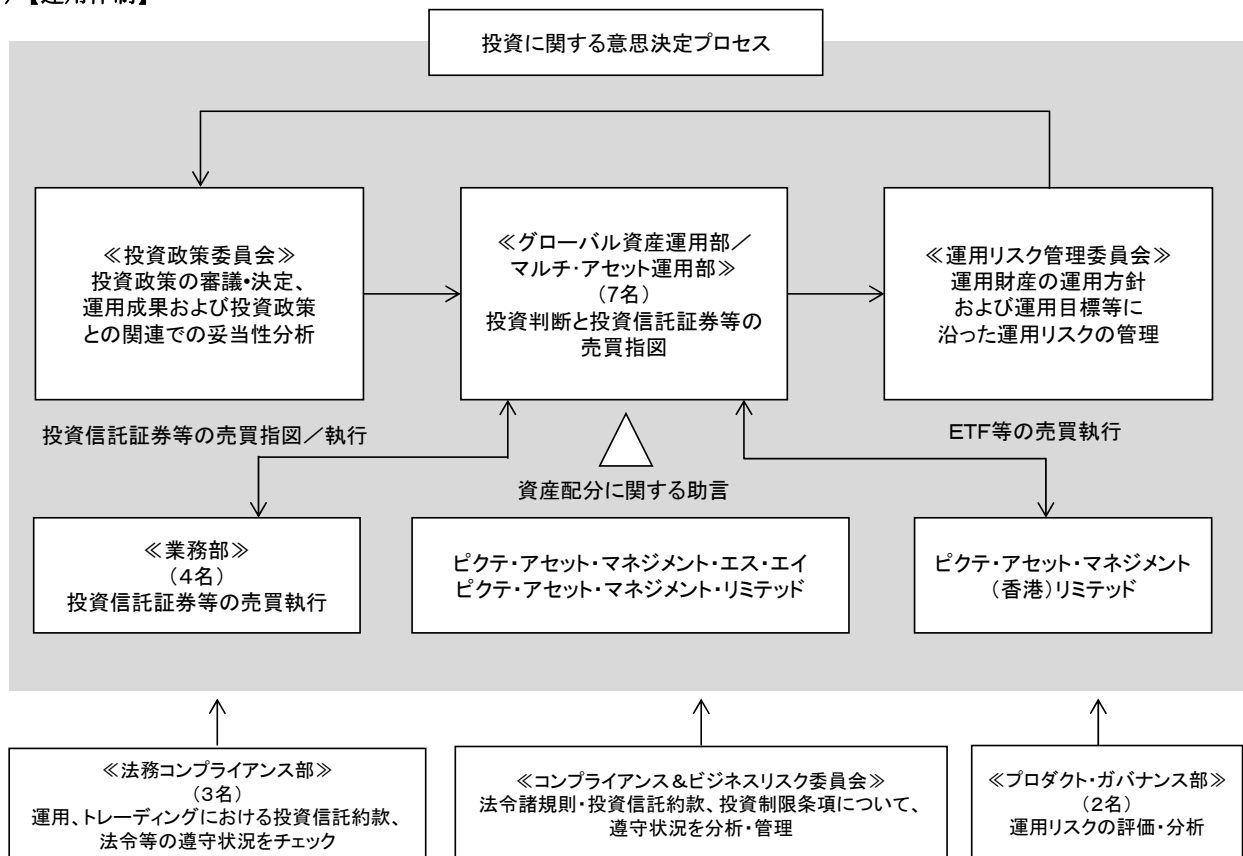 【運用体制】
投資に関する意思決定プロセス
≪投資政策委員会≫
投資政策の審議・決定、
運用成果および投資政策
との関連での妥当性分析
≪グローバル資産運用部／
マルチ・アセット運用部≫
（7名）
投資判断と投資信託証券等の
売買指図
≪運用リスク管理委員会≫
運用財産の運用方針
および運用目標等に
沿った運用リスクの管理
投資信託証券等の売買指図／執行
ETF等の売買執行
資産配分に関する助言
≪業務部≫
（4名）
投資信託証券等の売買執行
ピクテ・アセット・マネジメント・エス・エイ
ピクテ・アセット・マネジメント・リミテッド
ピクテ・アセット・マネジメント
（香港）リミテッド
≪法務コンプライアンス部≫
（3名）
運用、トレーディングにおける投資信託約款、
法令等の遵守状況をチェック
≪コンプライアンス＆ビジネスリスク委員会≫
法令諸規則・投資信託約款、投資制限条項について、
遵守状況を分析・管理
≪プロダクト・ガバナンス部≫
（2名）
運用リスクの評価・分析